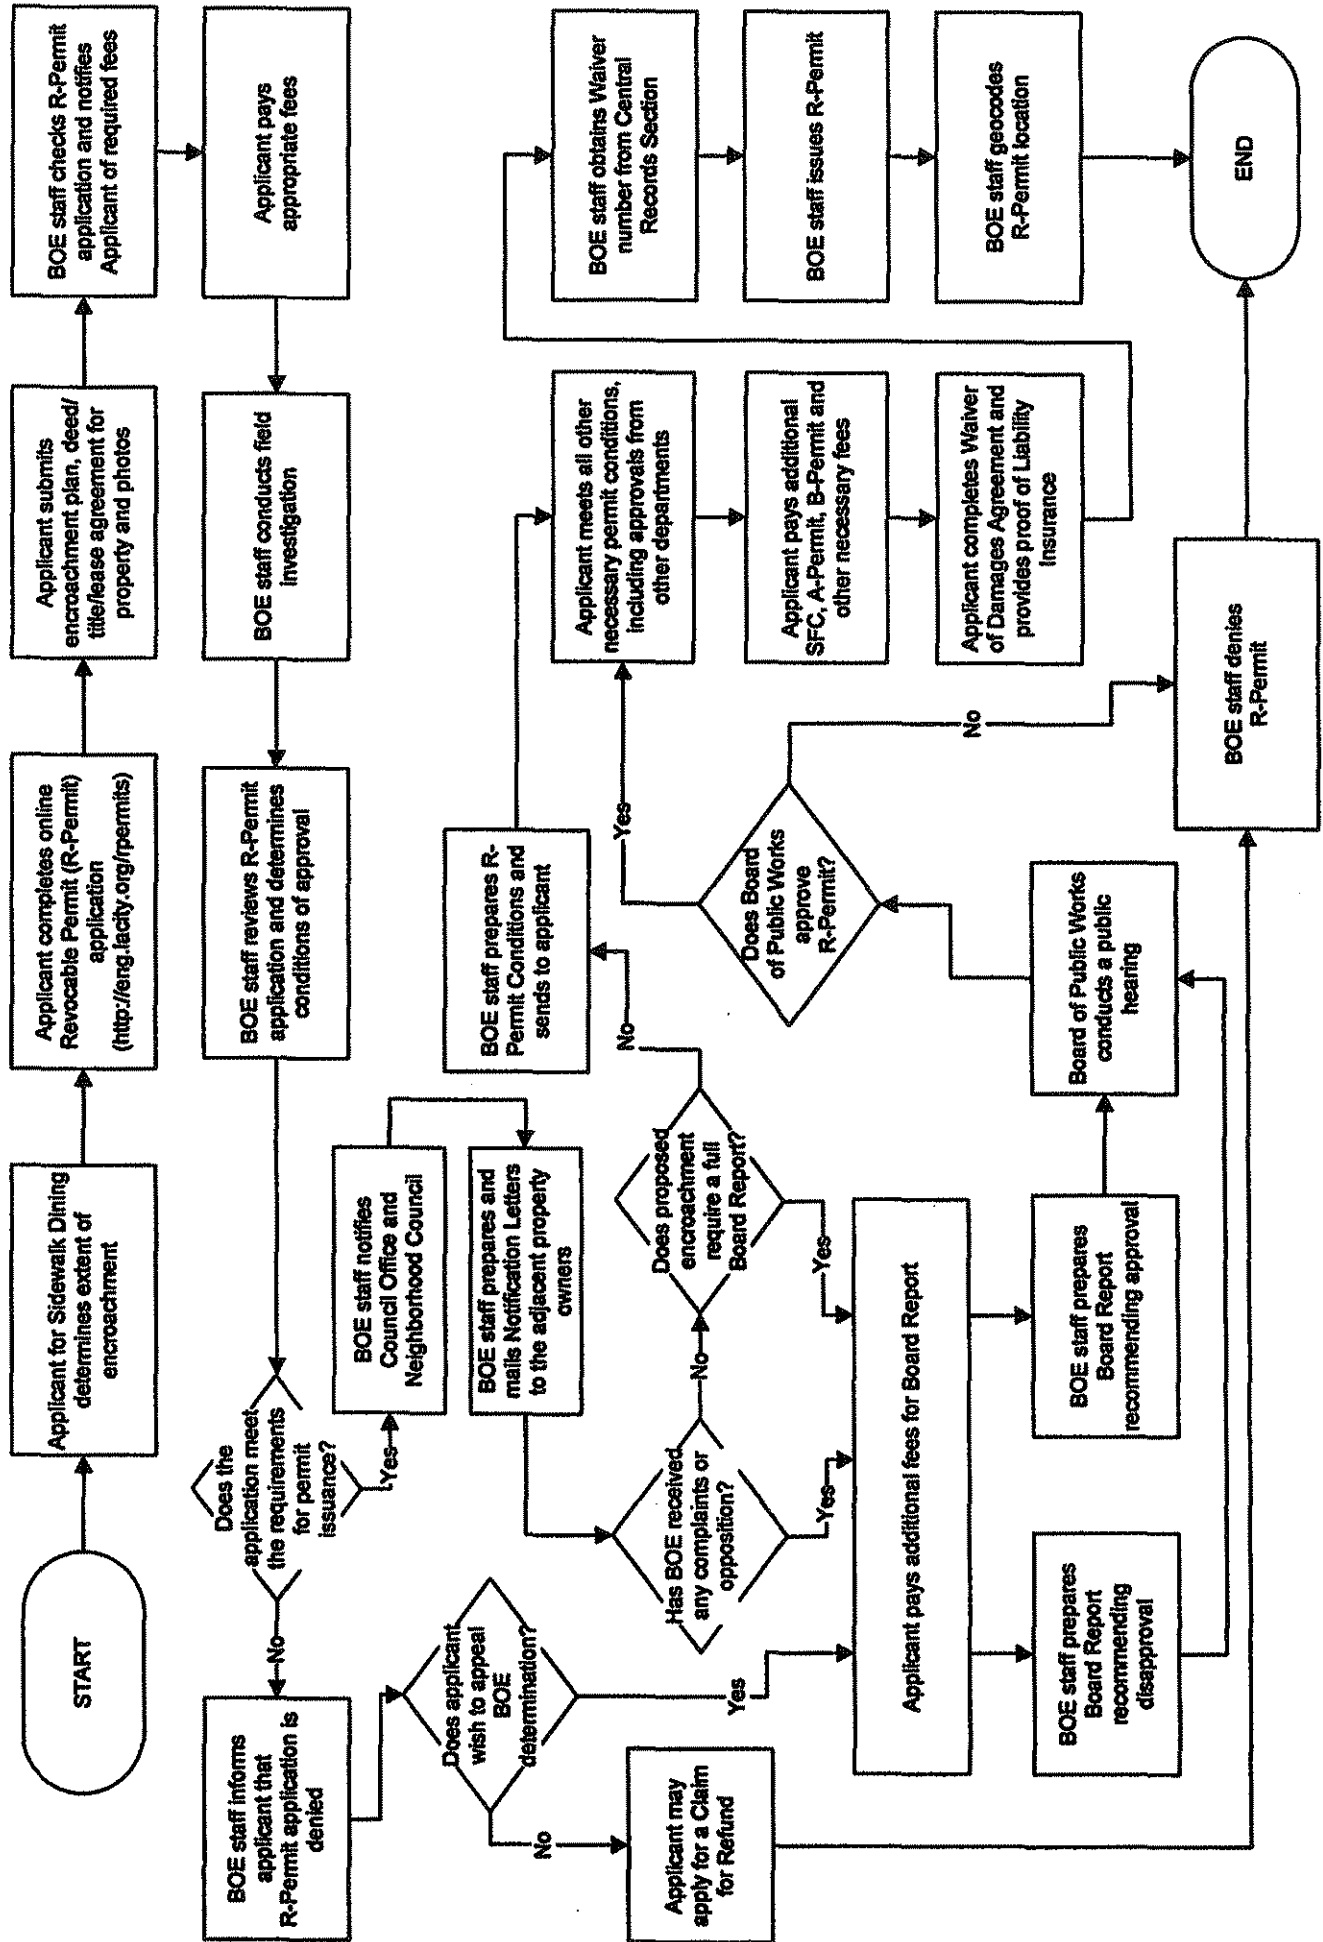 START
Applicant for Sidewalk Dining
determines extent of
encroachment
Applicant completes online
Revocable Permit (R-Permit)
application
(http://eng.lacity.org/rpermits)
Applicant submits
encroachment plan, deed/
title/lease agreement for
property and photos
BOE staff checks R-Permit
application and notifies
Applicant of required fees
Applicant pays
appropriate fees
BOE staff conducts field
investigation
BOE staff reviews R-Permit
application and determines
conditions of approval
Does the
application meet
the requirements
for permit
issuance?
No
Yes
BOE staff informs
applicant that
R-Permit application is
denied
BOE staff notifies
Council Office and
Neighborhood Council
BOE staff prepares and
mails Notification Letters
to the adjacent property
owners
Does applicant
wish to appeal
BOE
determination?
No
Yes
Applicant may
apply for a Claim
for Refund
Has BOE received
any complaints or
opposition?
No
Yes
Does proposed
encroachment
require a full
Board Report?
No
Yes
BOE staff prepares R-
Permit Conditions and
sends to applicant
Applicant pays additional fees for Board Report
BOE staff prepares
Board Report
recommending
disapproval
BOE staff prepares
Board Report
recommending approval
Board of Public Works
conducts a public
hearing
Does Board
of Public Works
approve
R-Permit?
Yes
No
Applicant meets all other
necessary permit conditions,
including approvals from
other departments
Applicant pays additional
SFC, A-Permit, B-Permit and
other necessary fees
Applicant completes Waiver
of Damages Agreement and
provides proof of Liability
Insurance
BOE staff obtains Waiver
number from Central
Records Section
BOE staff issues R-Permit
BOE staff geocodes
R-Permit location
BOE staff denies
R-Permit
END